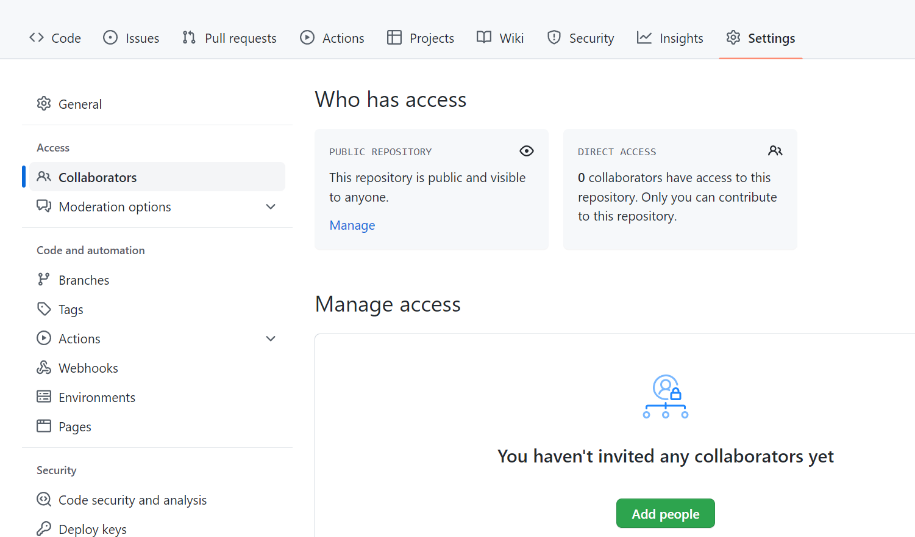 Code Issues Pull requests Actions Projects Wiki Security Insights Settings
General
Access
Collaborators
Moderation options
Code and automation
Branches
Tags
Actions
Webhooks
Environments
Pages
Security
Code security and analysis
Deploy keys
Who has access
PUBLIC REPOSITORY
This repository is public and visible
to anyone.
Manage
DIRECT ACCESS
0 collaborators have access to this
repository. Only you can contribute
to this repository.
Manage access
You haven't invited any collaborators yet
Add people